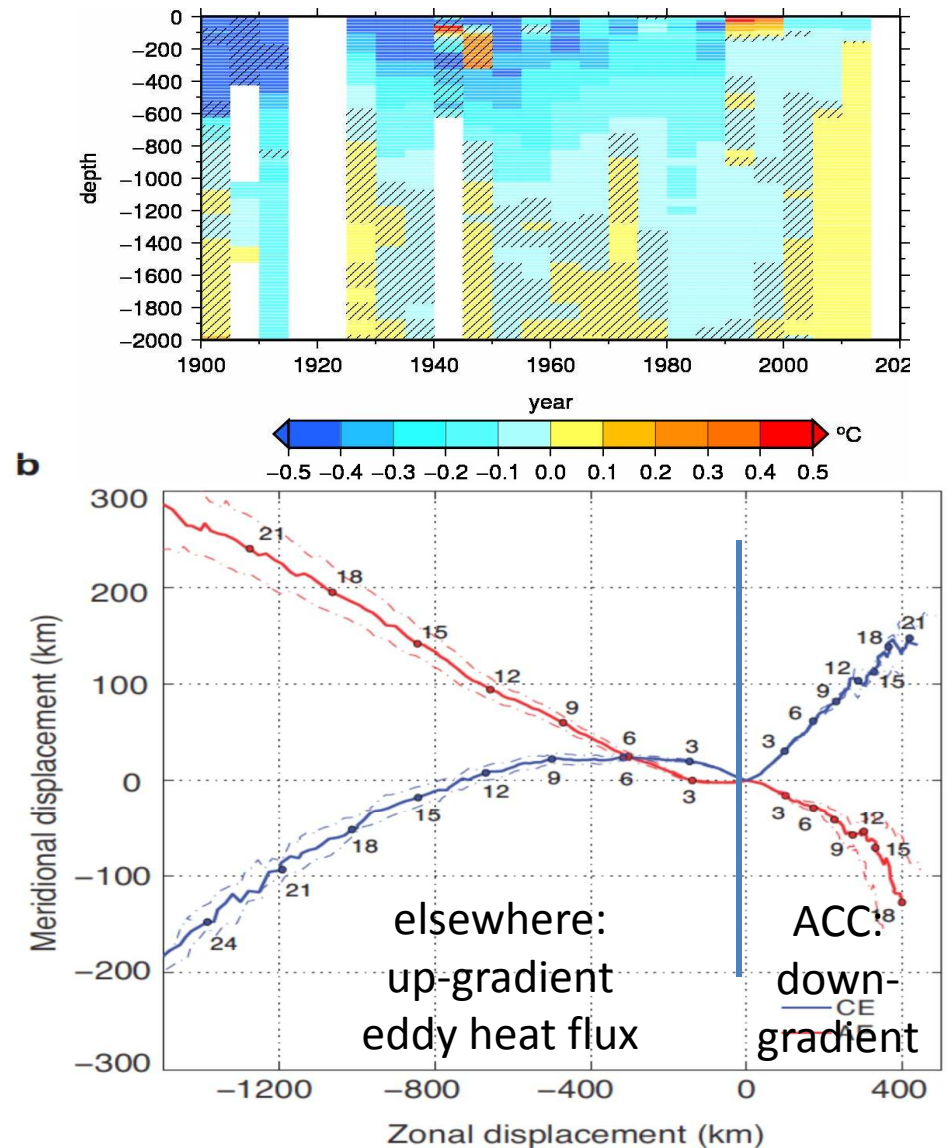 0
−200
−400
−600
−800
−1000
−1200
−1400
−1600
−1800
−2000
depth
1900 1920 1940 1960 1980 2000 202
year
−0.5 −0.4 −0.3 −0.2 −0.1 0.0 0.1 0.2 0.3 0.4 0.5
ºC
b
300
200
100
0
−100
−200
−300
Meridional displacement (km)
21
18
15
12
9
6
3
3
6
9
12
15
18
21
24
3
6
9
12
15
18
21
3
6
9
12
15
18
elsewhere:
up-gradient
eddy heat flux
ACC:
down-
gradient
CE
AE
−1200 −800 −400 0 400
Zonal displacement (km)